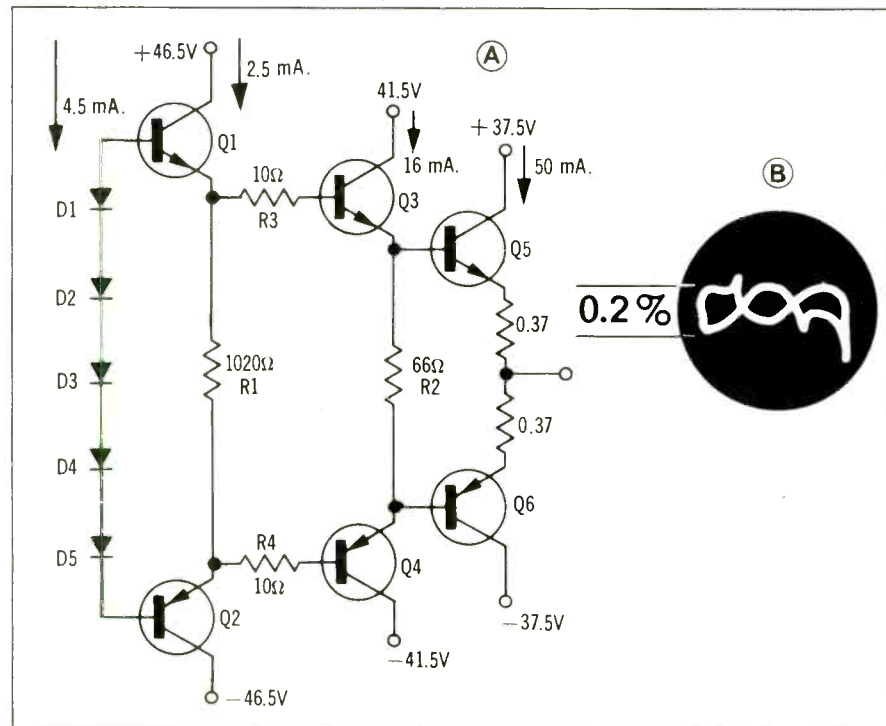 A
+46.5V
2.5 mA.
4.5 mA.
41.5V
16 mA.
+37.5V
50 mA.
B
Q1
10Ω
R3
Q3
Q5
D1
D2
D3
D4
D5
1020Ω
R1
66Ω
R2
0.37
0.37
0.2%
R4
10Ω
Q4
Q6
Q2
−37.5V
−41.5V
−46.5V